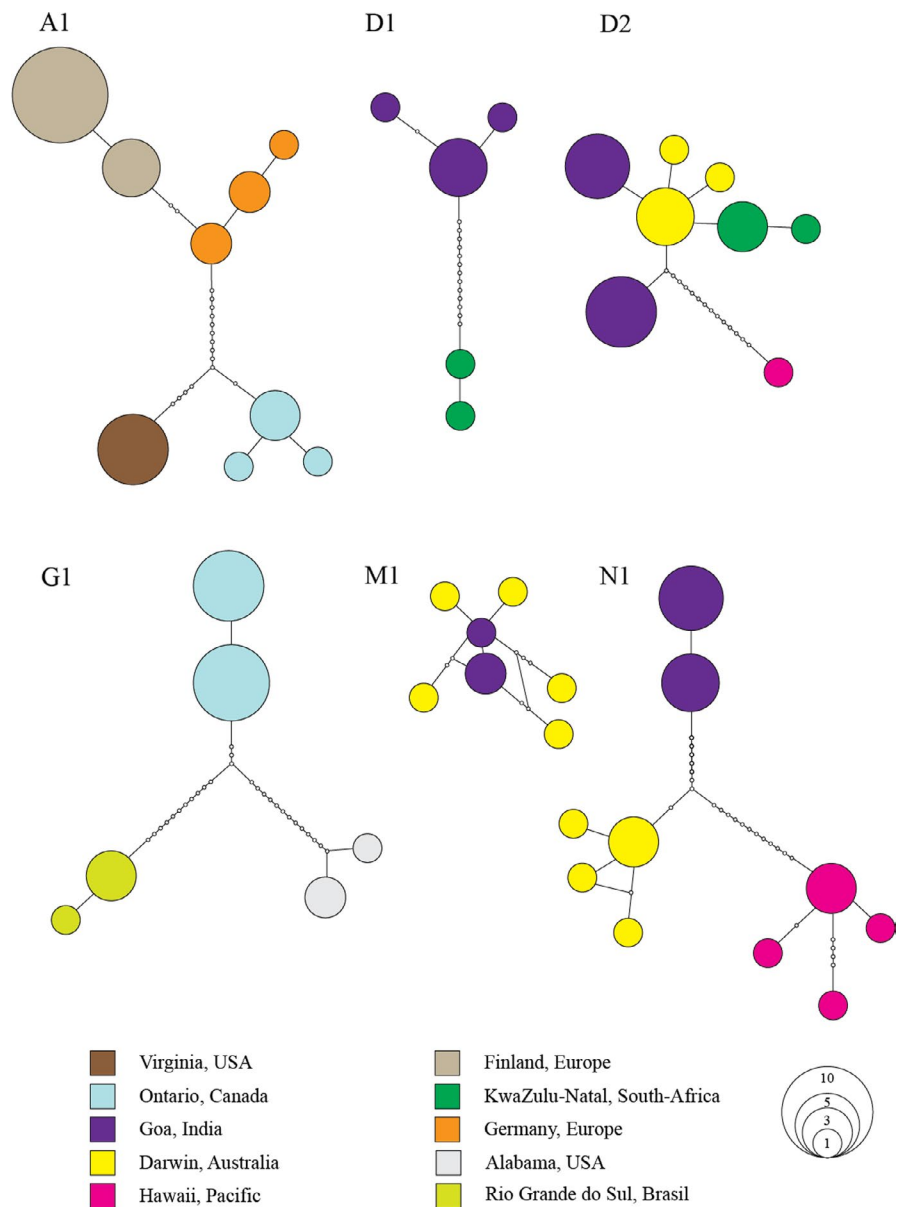 A1
D1
D2
G1
M1
N1
Virginia, USA
Ontario, Canada
Goa, India
Darwin, Australia
Hawaii, Pacific
Finland, Europe
KwaZulu-Natal, South-Africa
Germany, Europe
Alabama, USA
Rio Grande do Sul, Brasil
10
5
3
1